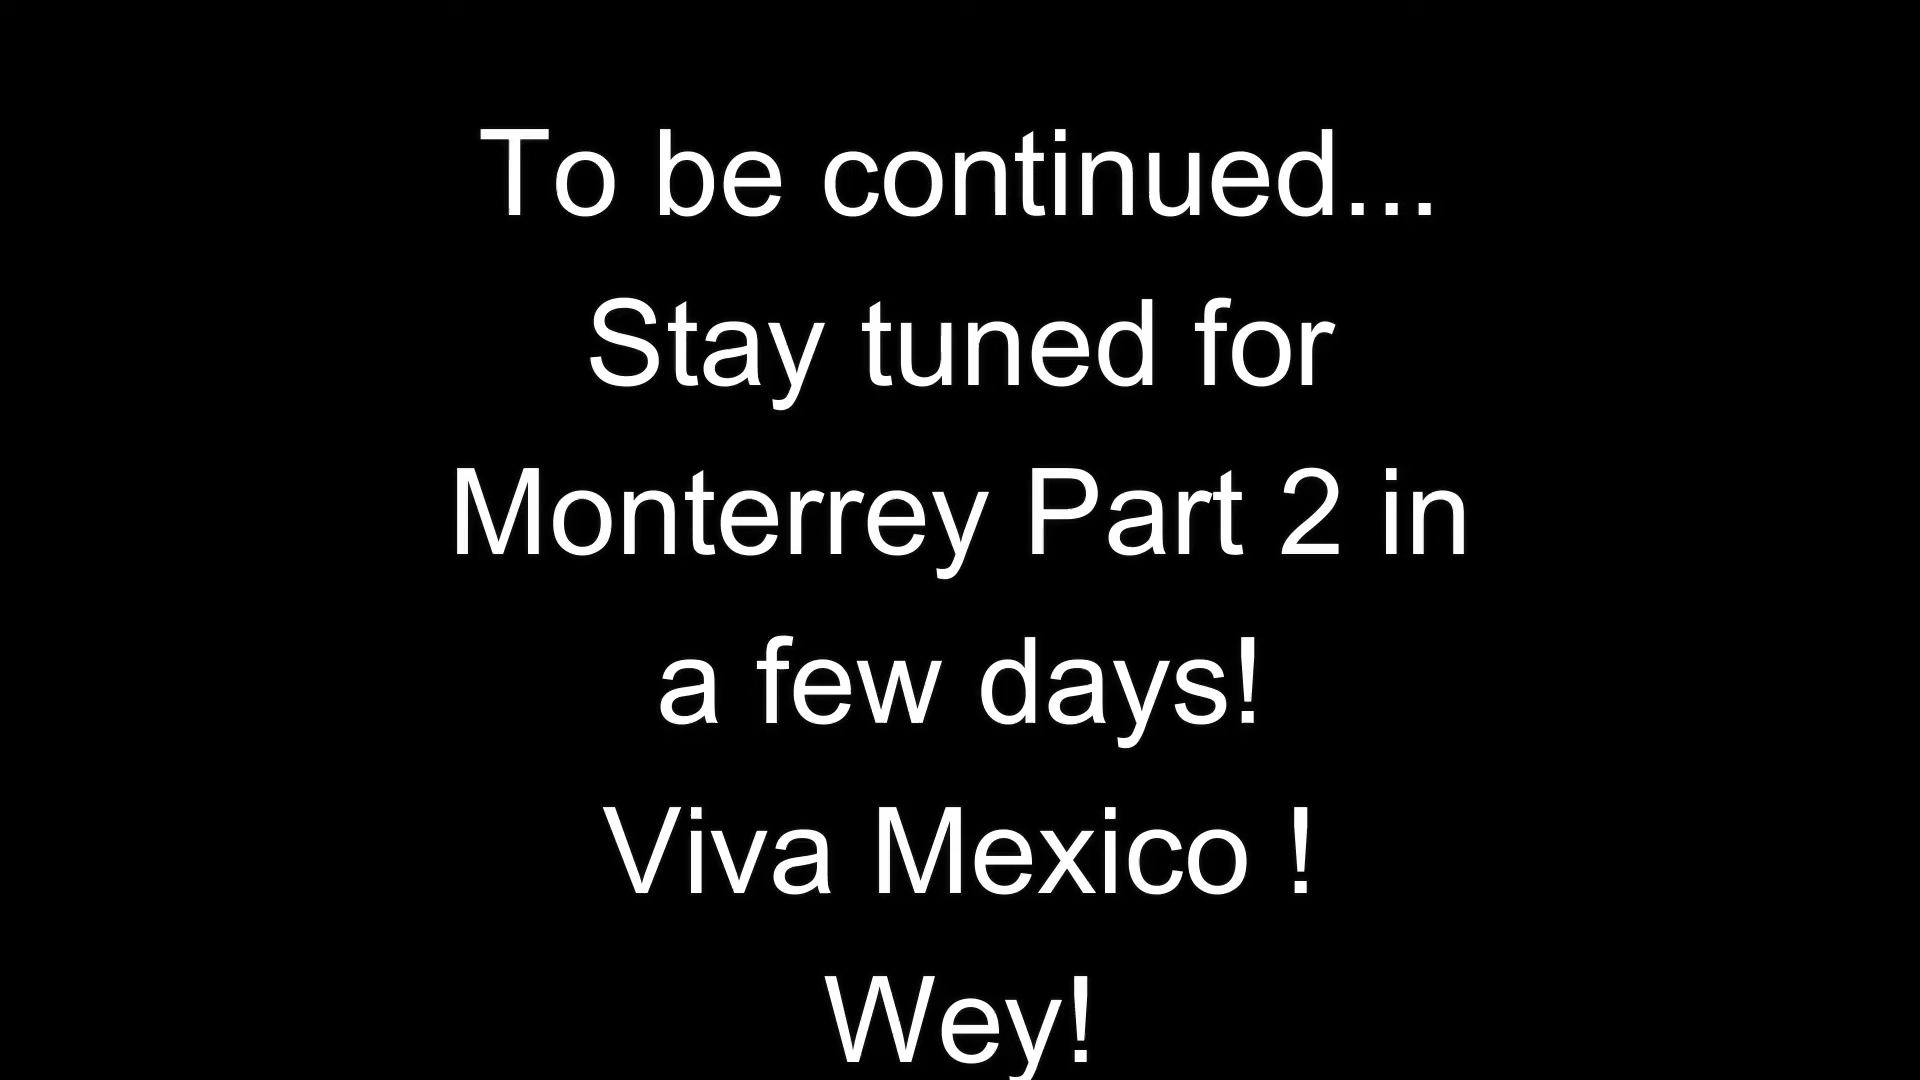 To be continued...
Stay tuned for
Monterrey Part 2 in
a few days!
Viva Mexico !
Wey!